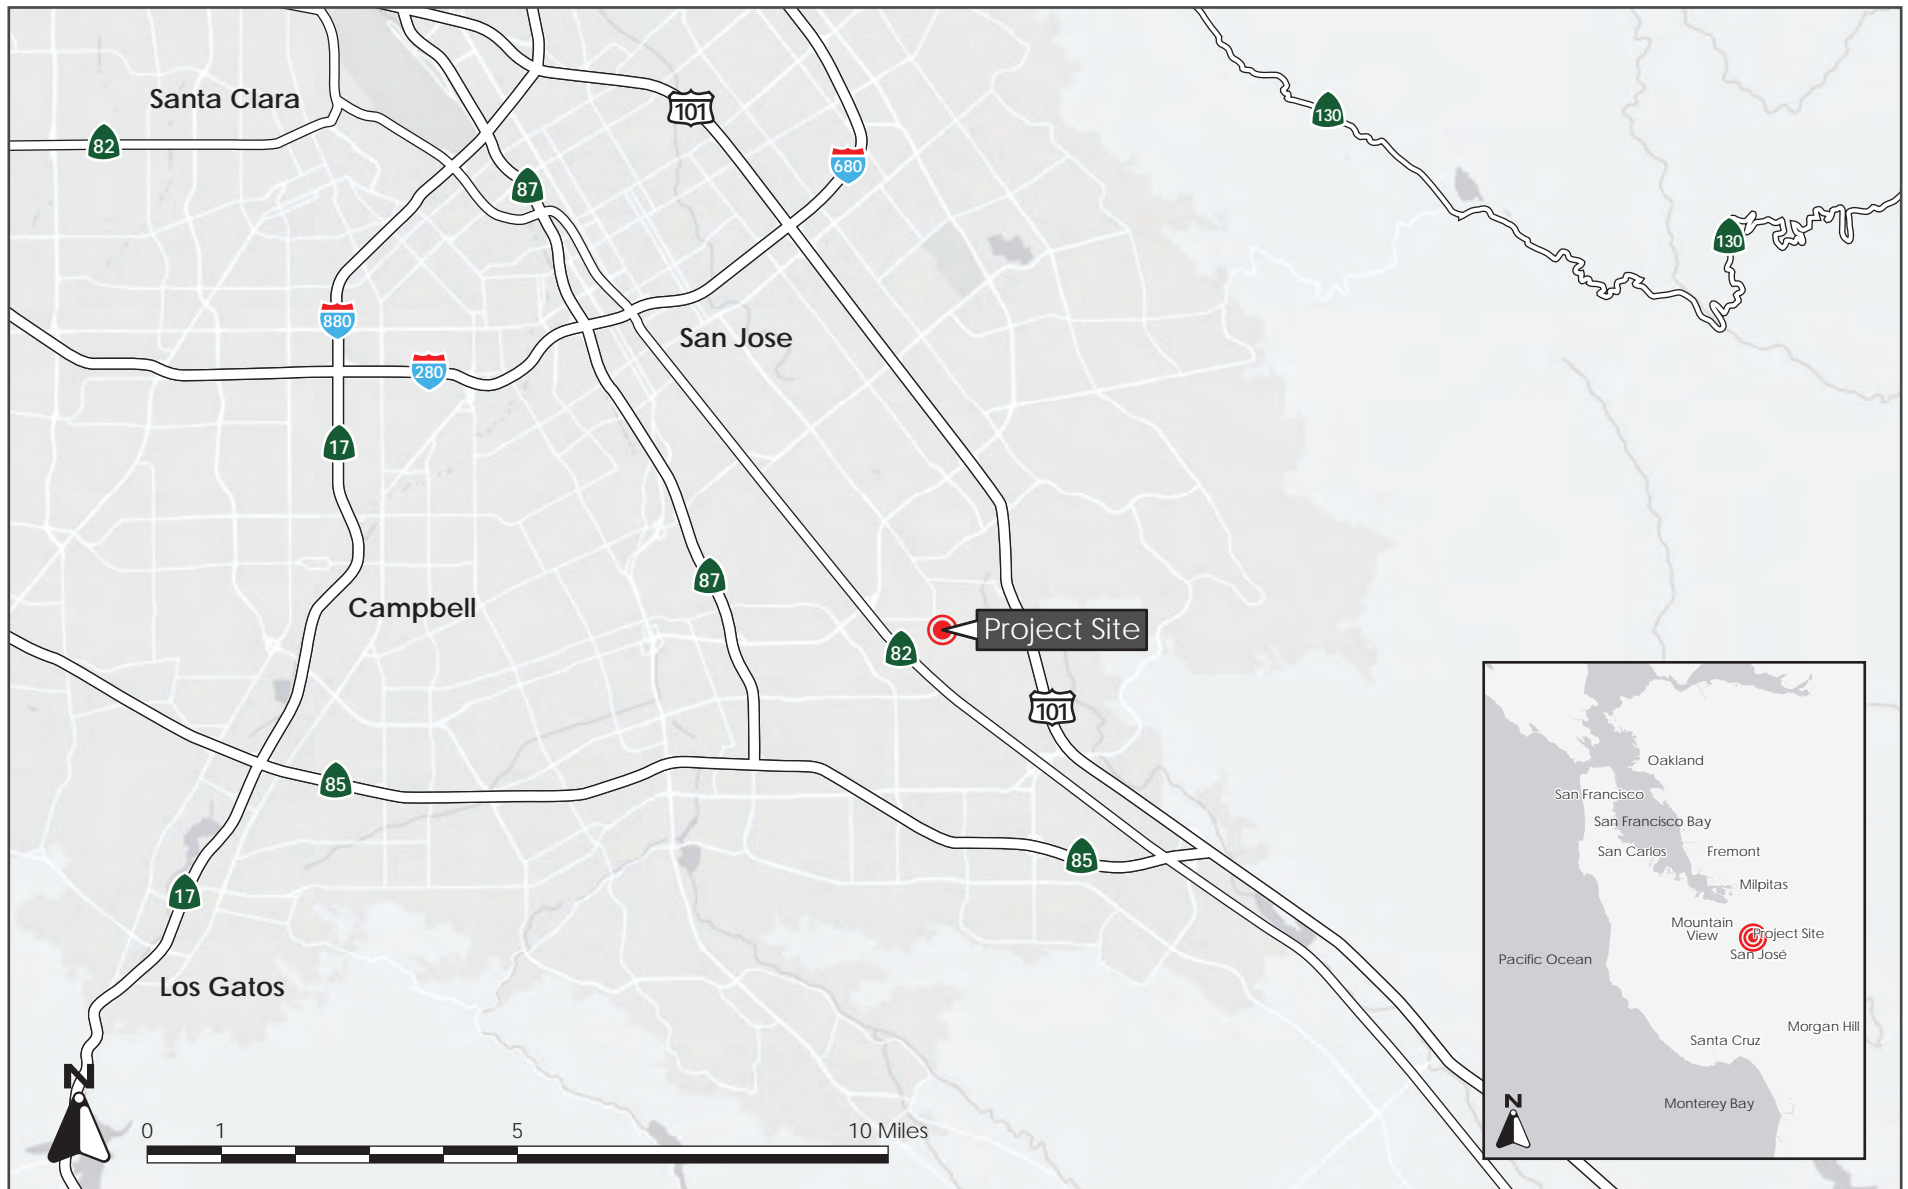 Santa Clara
101
130
82
680
87
130
880
San Jose
280
17
87
Campbell
Project Site
82
101
85
85
17
Los Gatos
N
0 1 5 10 Miles
Oakland
San Francisco
San Francisco Bay
San Carlos
Fremont
Milpitas
Mountain
View
Project Site
San José
Pacific Ocean
Morgan Hill
Santa Cruz
Monterey Bay
N